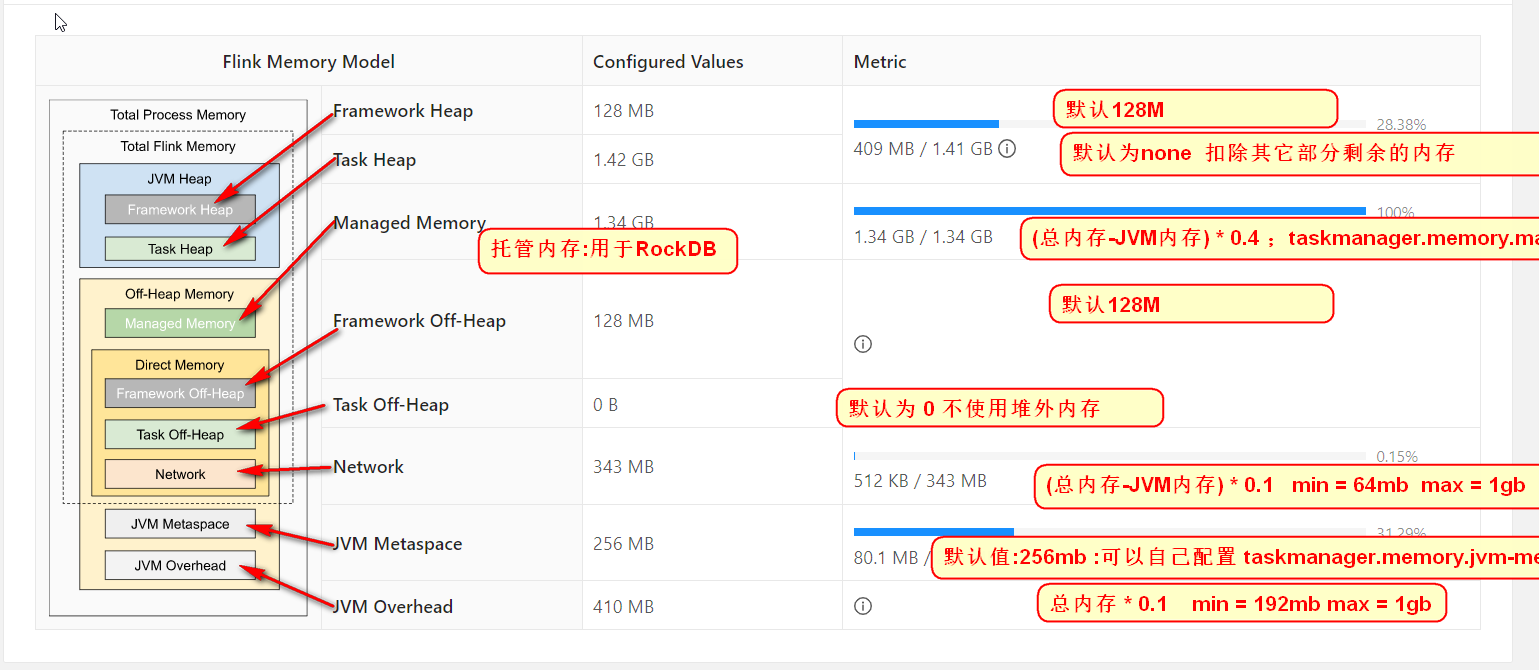 Flink Memory Model
Configured Values
Metric
Total Process Memory
Total Flink Memory
JVM Heap
Framework Heap
Task Heap
Off-Heap Memory
Managed Memory
Direct Memory
Framework Off-Heap
Task Off-Heap
Network
JVM Metaspace
JVM Overhead
Framework Heap
128 MB
默认128M
28.38%
409 MB / 1.41 GB
Task Heap
1.42 GB
默认为none 扣除其它部分剩余的内存
Managed Memory
1.34 GB
托管内存:用于RockDB
100%
1.34 GB / 1.34 GB
(总内存-JVM内存) * 0.4 ；taskmanager.memory.ma
Framework Off-Heap
128 MB
默认128M
Task Off-Heap
0 B
默认为 0 不使用堆外内存
Network
343 MB
0.15%
512 KB / 343 MB
(总内存-JVM内存) * 0.1 min = 64mb max = 1gb
JVM Metaspace
256 MB
31.29%
80.1 MB /
默认值:256mb :可以自己配置 taskmanager.memory.jvm-me
JVM Overhead
410 MB
总内存 * 0.1 min = 192mb max = 1gb